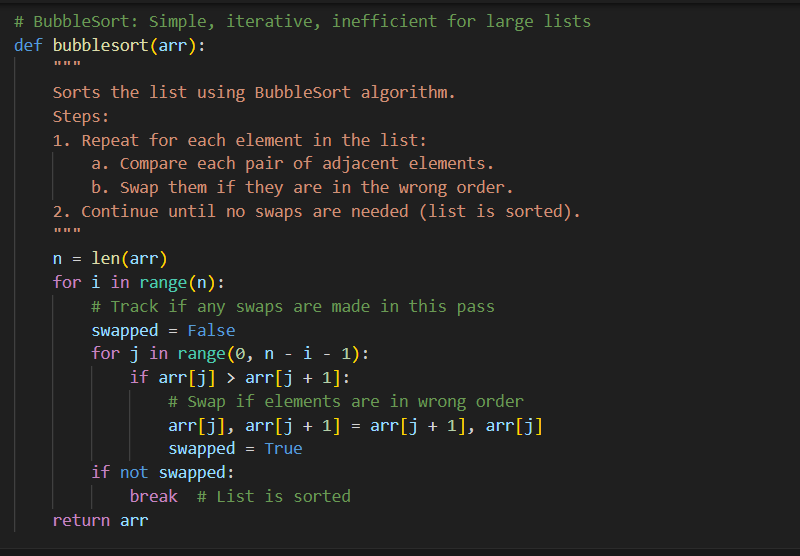 # BubbleSort: Simple, iterative, inefficient for large lists
def bubblesort(arr):
    """
    Sorts the list using BubbleSort algorithm.
    Steps:
    1. Repeat for each element in the list:
        a. Compare each pair of adjacent elements.
        b. Swap them if they are in the wrong order.
    2. Continue until no swaps are needed (list is sorted).
    """
    n = len(arr)
    for i in range(n):
        # Track if any swaps are made in this pass
        swapped = False
        for j in range(0, n - i - 1):
            if arr[j] > arr[j + 1]:
                # Swap if elements are in wrong order
                arr[j], arr[j + 1] = arr[j + 1], arr[j]
                swapped = True
        if not swapped:
            break  # List is sorted
    return arr